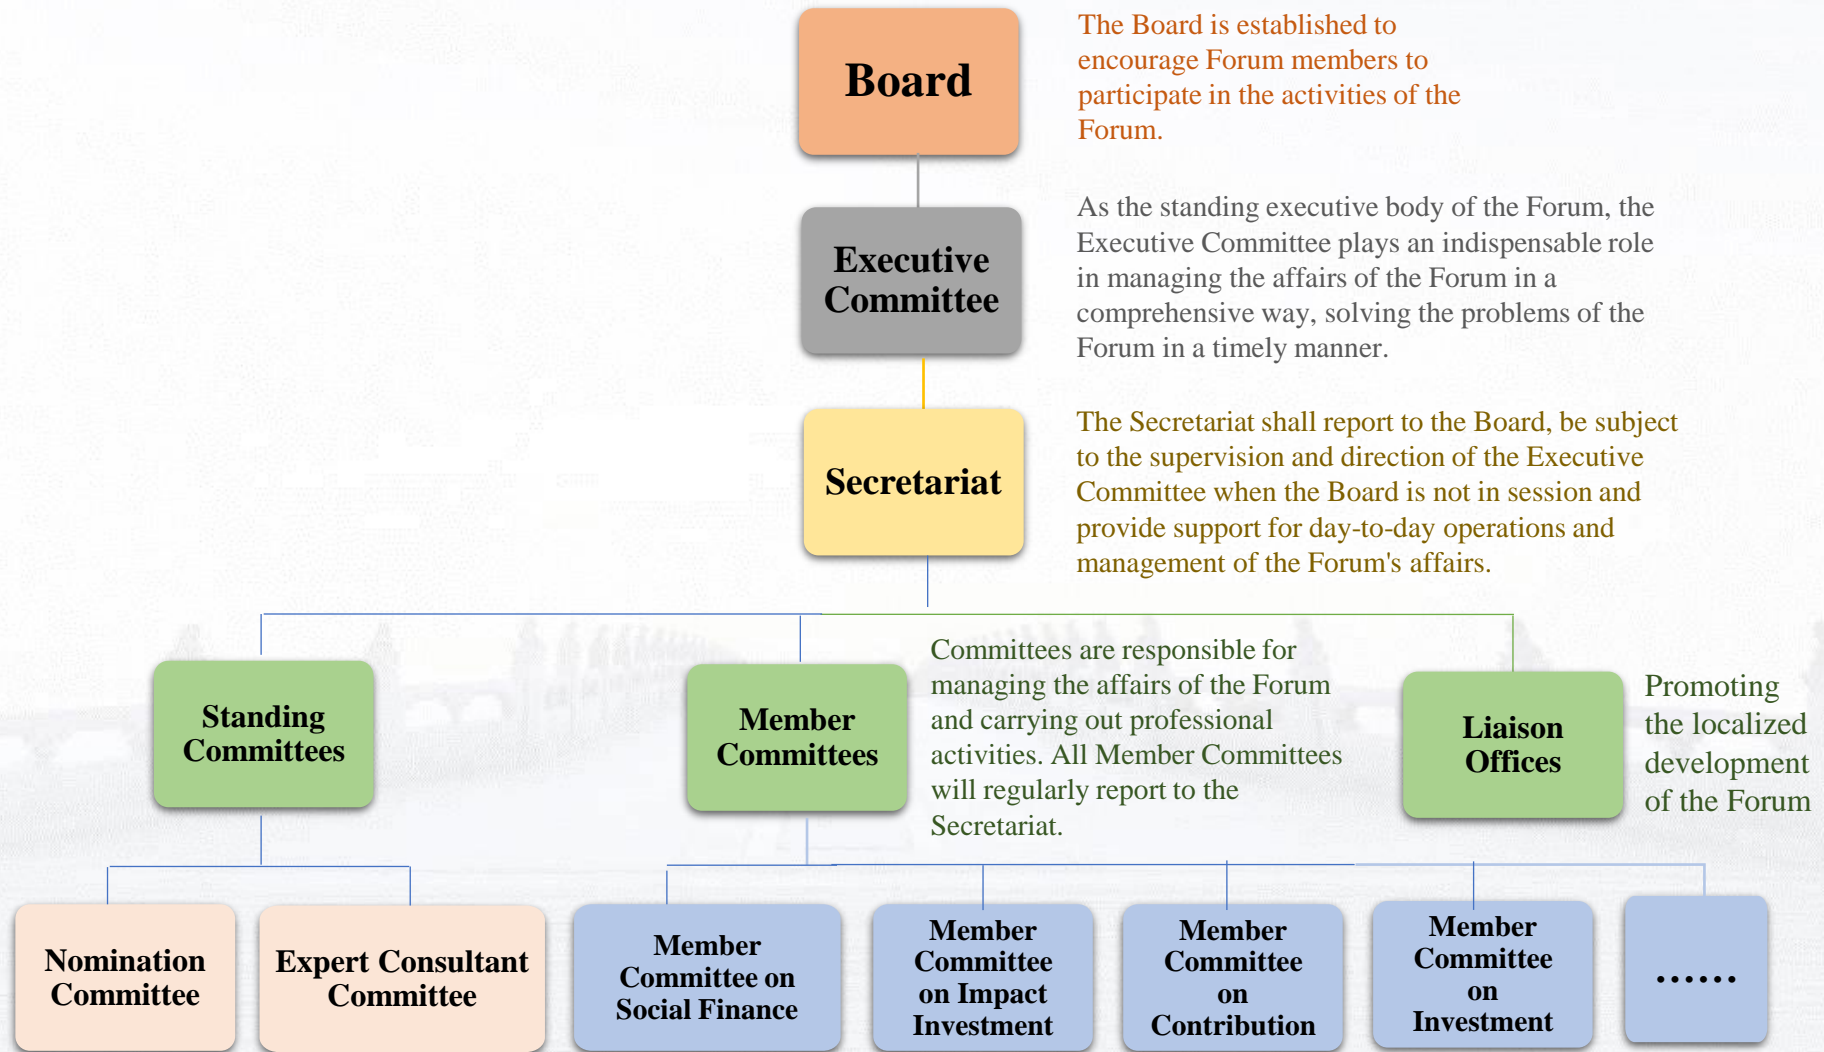 Board
The Board is established to
encourage Forum members to
participate in the activities of the
Forum.
Executive
Committee
As the standing executive body of the Forum, the
Executive Committee plays an indispensable role
in managing the affairs of the Forum in a
comprehensive way, solving the problems of the
Forum in a timely manner.
Secretariat
The Secretariat shall report to the Board, be subject
to the supervision and direction of the Executive
Committee when the Board is not in session and
provide support for day-to-day operations and
management of the Forum's affairs.
Standing
Committees
Member
Committees
Committees are responsible for
managing the affairs of the Forum
and carrying out professional
activities. All Member Committees
will regularly report to the
Secretariat.
Liaison
Offices
Promoting
the localized
development
of the Forum
Nomination
Committee
Expert Consultant
Committee
Member
Committee on
Social Finance
Member
Committee
on Impact
Investment
Member
Committee
on
Contribution
Member
Committee
on
Investment
……